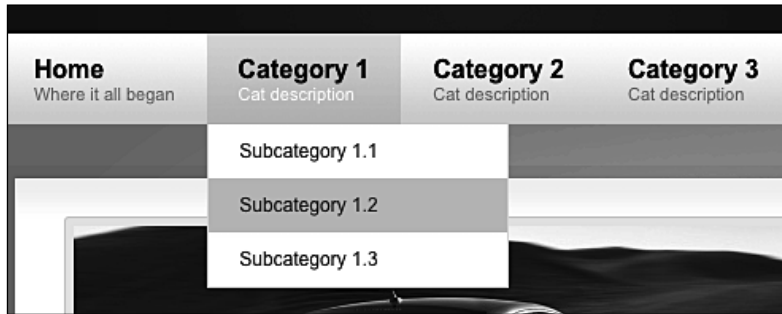 Home
Where it all began
Category 1
Cat description
Category 2
Cat description
Category 3
Cat description
Subcategory 1.1
Subcategory 1.2
Subcategory 1.3